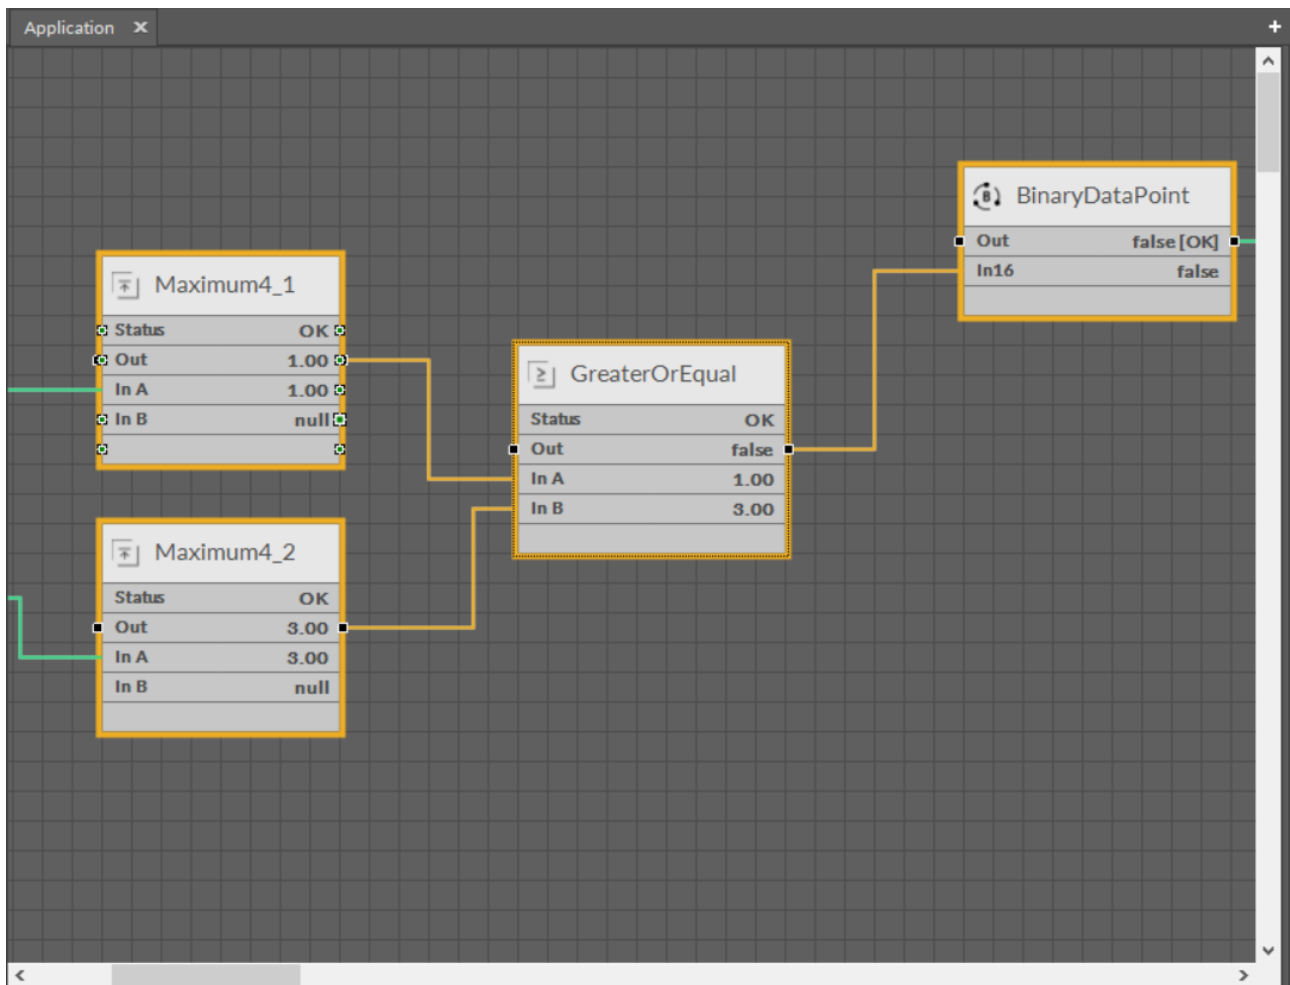 Application
BinaryDataPoint
Out false [OK]
In16 false
Maximum4_1
Status OK
Out 1.00
In A 1.00
In B null
GreaterOrEqual
Status OK
Out false
In A 1.00
In B 3.00
Maximum4_2
Status OK
Out 3.00
In A 3.00
In B null